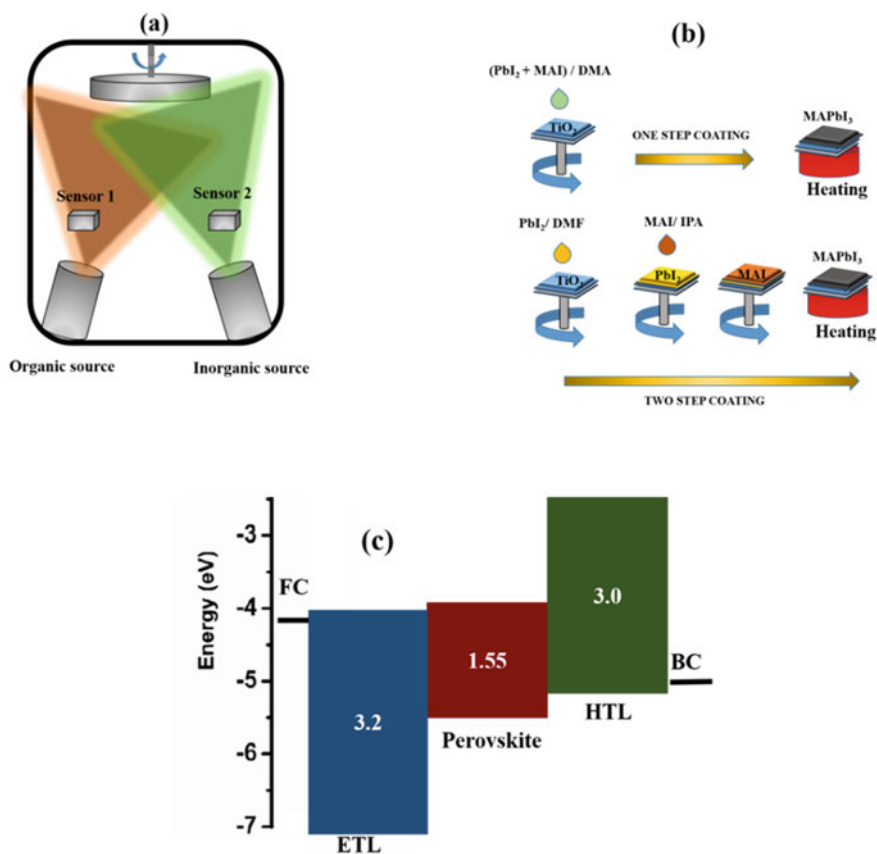 (a)
Sensor 1
Sensor 2
Organic source
Inorganic source
(b)
(PbI₂ + MAI) / DMA
TiO₂
ONE STEP COATING
MAPbI₃
Heating
PbI₂/ DMF
MAI/ IPA
TiO₂
PbI₂
MAI
MAPbI₃
Heating
TWO STEP COATING
(c)
Energy (eV)
-3
-4
-5
-6
-7
FC
3.2
ETL
1.55
Perovskite
3.0
HTL
BC